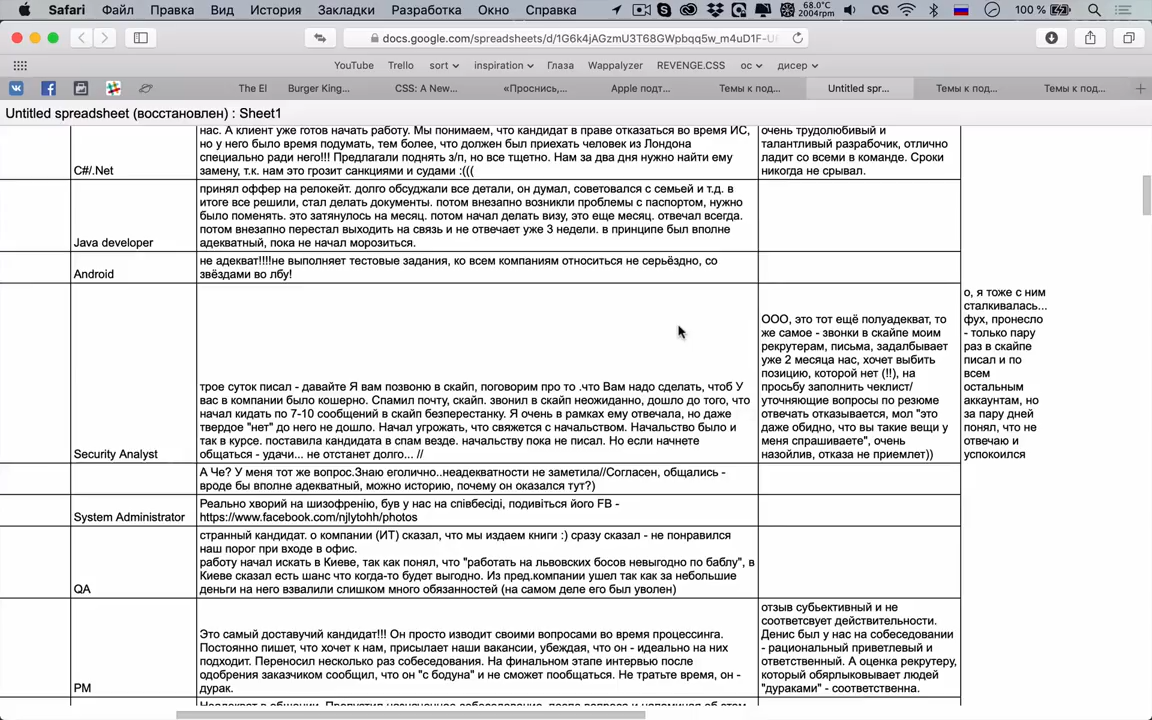 Safari Файл Правка Вид История Закладки Разработка Окно Справка 68.0°C 2004rpm 100 %
docs.google.com/spreadsheets/d/1G6k4jAGzmU3T68GWpbqq5w_m4uD1F-U
YouTube Trello sort inspiration Глаза Wappalyzer REVENGE.CSS ос дисер
The El Burger King... CSS: A New... «Проснись,... Apple подт... Темы к под... Untitled spr... Темы к под... Темы к под...
Untitled spreadsheet (восстановлен) : Sheet1
C#/.Net
нас. А клиент уже готов начать работу. Мы понимаем, что кандидат в праве отказаться во время ИС,
но у него было время подумать, тем более, что должен был приехать человек из Лондона
специально ради него!!! Предлагали поднять з/п, но все тщетно. Нам за два дня нужно найти ему
замену, т.к. нам это грозит санкциями и судами :(((
очень трудолюбивый и
талантливый разрабочик, отлично
ладит со всеми в команде. Сроки
никогда не срывал.
Java developer
принял оффер на релокейт. долго обсуждали все детали, он думал, советовался с семьей и т.д. в
итоге все решили, стал делать документы. потом внезапно возникли проблемы с паспортом, нужно
было поменять. это затянулось на месяц. потом начал делать визу, это еще месяц. отвечал всегда.
потом внезапно перестал выходить на связь и не отвечает уже 3 недели. в принципе был вполне
адекватный, пока не начал морозиться.
Android
не адекват!!!!не выполняет тестовые задания, ко всем компаниям относиться не серьёздно, со
звёздами во лбу!
Security Analyst
трое суток писал - давайте Я вам позвоню в скайп, поговорим про то .что Вам надо сделать, чтоб У
вас в компании было кошерно. Спамил почту, скайп. звонил в скайп неожиданно, дошло до того, что
начал кидать по 7-10 сообщений в скайп безперестанку. Я очень в рамках ему отвечала, но даже
твердое "нет" до него не дошло. Начал угрожать, что свяжется с начальством. Начальство было и
так в курсе. поставила кандидата в спам везде. начальству пока не писал. Но если начнете
общаться - удачи... не отстанет долго... //
ООО, это тот ещё полуадекват, то
же самое - звонки в скайпе моим
рекрутерам, письма, задалбывает
уже 2 месяца нас, хочет выбить
позицию, которой нет (!!), на
просьбу заполнить чеклист/
уточняющие вопросы по резюме
отвечать отказывается, мол "это
даже обидно, что вы такие вещи у
меня спрашиваете", очень
назойлив, отказа не приемлет))
о, я тоже с ним
сталкивалась...
фух, пронесло
- только пару
раз в скайпе
писал и по
всем
остальным
аккаунтам, но
за пару дней
понял, что не
отвечаю и
успокоился
А Че? У меня тот же вопрос.Знаю еголично..неадекватности не заметила//Согласен, общались -
вроде бы вполне адекватный, можно историю, почему он оказался тут?)
System Administrator
Реально хворий на шизофренію, був у нас на співбесіді, подивіться його FB -
https://www.facebook.com/njlytohh/photos
QA
странный кандидат. о компании (ИТ) сказал, что мы издаем книги :) сразу сказал - не понравился
наш порог при входе в офис.
работу начал искать в Киеве, так как понял, что "работать на львовских босов невыгодно по баблу", в
Киеве сказал есть шанс что когда-то будет выгодно. Из пред.компании ушел так как за небольшие
деньги на него взвалили слишком много обязанностей (на самом деле его был уволен)
PM
Это самый доставучий кандидат!!! Он просто изводит своими вопросами во время процессинга.
Постоянно пишет, что хочет к нам, присылает наши вакансии, убеждая, что он - идеально на них
подходит. Переносил несколько раз собеседования. На финальном этапе интервью после
одобрения заказчиком сообщил, что он "с бодуна" и не сможет пообщаться. Не тратьте время, он -
дурак.
отзыв субьективный и не
соответсвует действительности.
Денис был у нас на собеседовании
- рациональный приветливый и
ответственный. А оценка рекрутеру,
который обярлыковывает людей
"дураками" - соответственна.